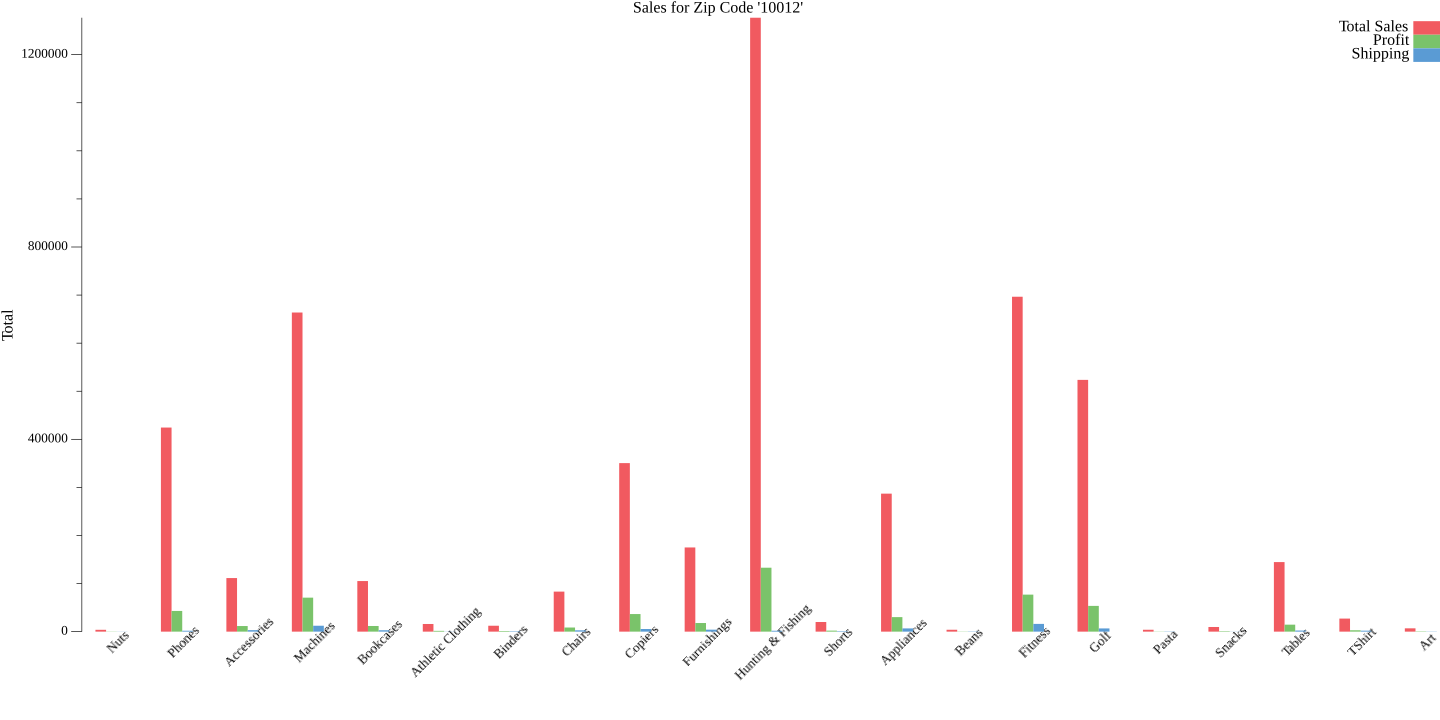 Sales for Zip Code '10012'
Total Sales
Profit
Shipping
1200000
800000
400000
0
Total
Nuts
Phones
Accessories
Machines
Bookcases
Athletic Clothing
Binders
Chairs
Copiers
Furnishings
Hunting & Fishing
Shorts
Appliances
Beans
Fitness
Golf
Pasta
Snacks
Tables
TShirt
Art